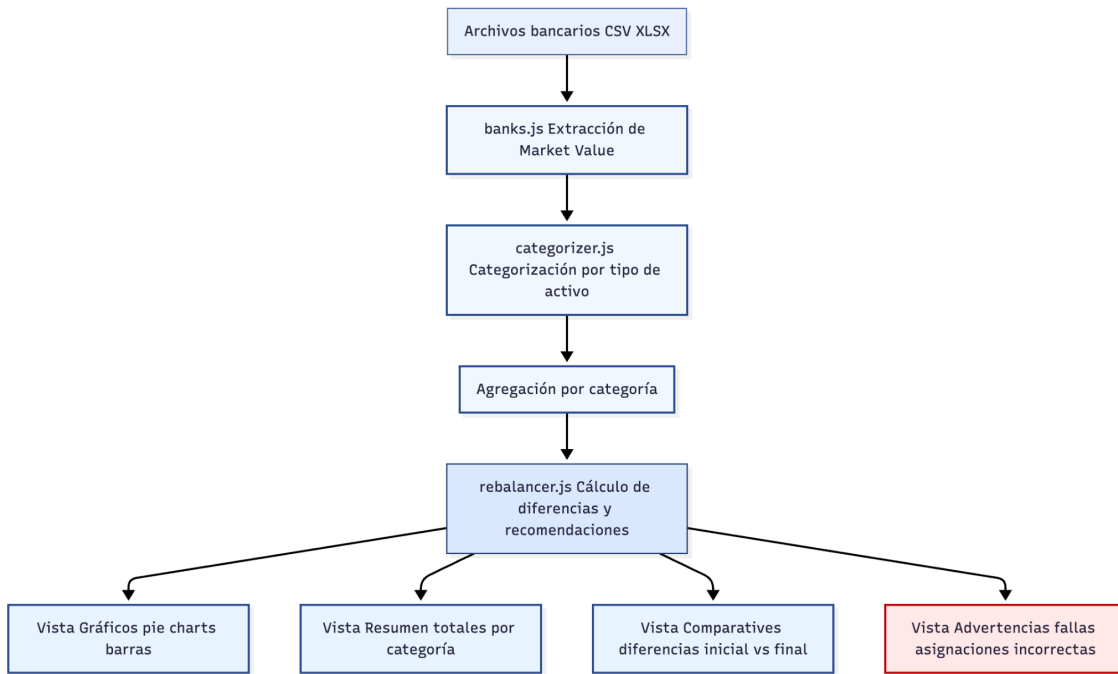 Archivos bancarios CSV XLSX
banks.js Extracción de
Market Value
categorizer.js
Categorización por tipo de
activo
Agregación por categoría
rebalancer.js Cálculo de
diferencias y
recomendaciones
Vista Gráficos pie charts
barras
Vista Resumen totales por
categoría
Vista Comparatives
diferencias inicial vs final
Vista Advertencias fallas
asignaciones incorrectas